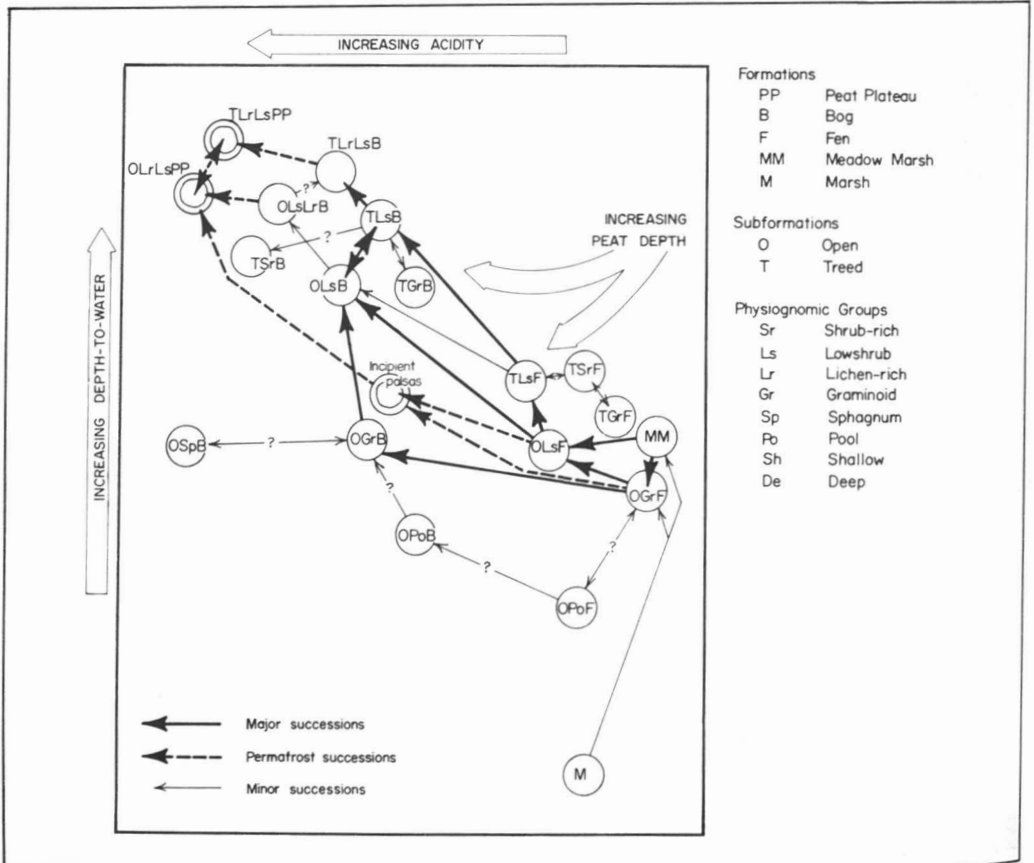 INCREASING ACIDITY
INCREASING DEPTH-TO-WATER
TLrLsPP
TLrLsB
OLrLsPP
?
OLsLrB
TLsB
?
TSrB
OLsB
TGrB
INCREASING
PEAT DEPTH
TLsF
TSrF
Incipient
palsas
TGrF
OSpB
?
OGrB
OLsF
MM
?
OGrF
OPoB
?
?
OPoF
M
Major successions
Permafrost successions
Minor successions
Formations
PP Peat Plateau
B Bog
F Fen
MM Meadow Marsh
M Marsh
Subformations
O Open
T Treed
Physiognomic Groups
Sr Shrub-rich
Ls Lowshrub
Lr Lichen-rich
Gr Graminoid
Sp Sphagnum
Po Pool
Sh Shallow
De Deep